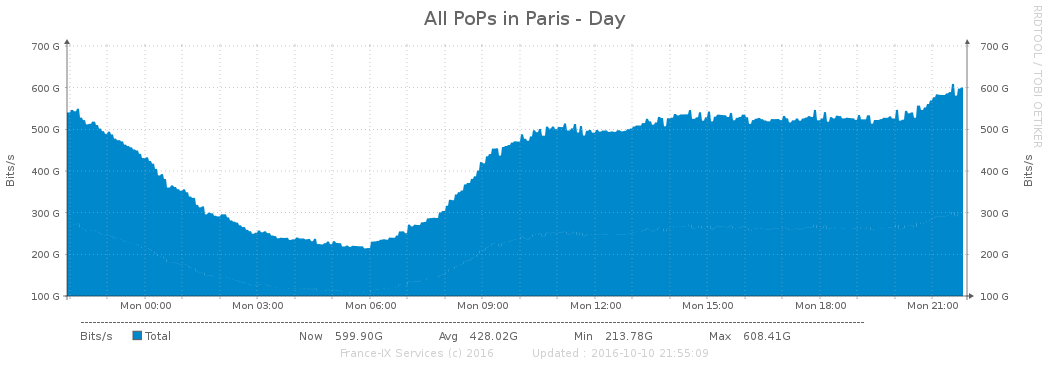 All PoPs in Paris - Day
RRDTOOL / TOBI OETIKER
700 G 700 G
600 G 600 G
500 G 500 G
400 G 400 G
300 G 300 G
200 G 200 G
100 G 100 G
Bits/s Bits/s
Mon 00:00 Mon 03:00 Mon 06:00 Mon 09:00 Mon 12:00 Mon 15:00 Mon 18:00 Mon 21:00
Bits/s Total Now 599.90G Avg 428.02G Min 213.78G Max 608.41G
France-IX Services (c) 2016 Updated : 2016-10-10 21:55:09